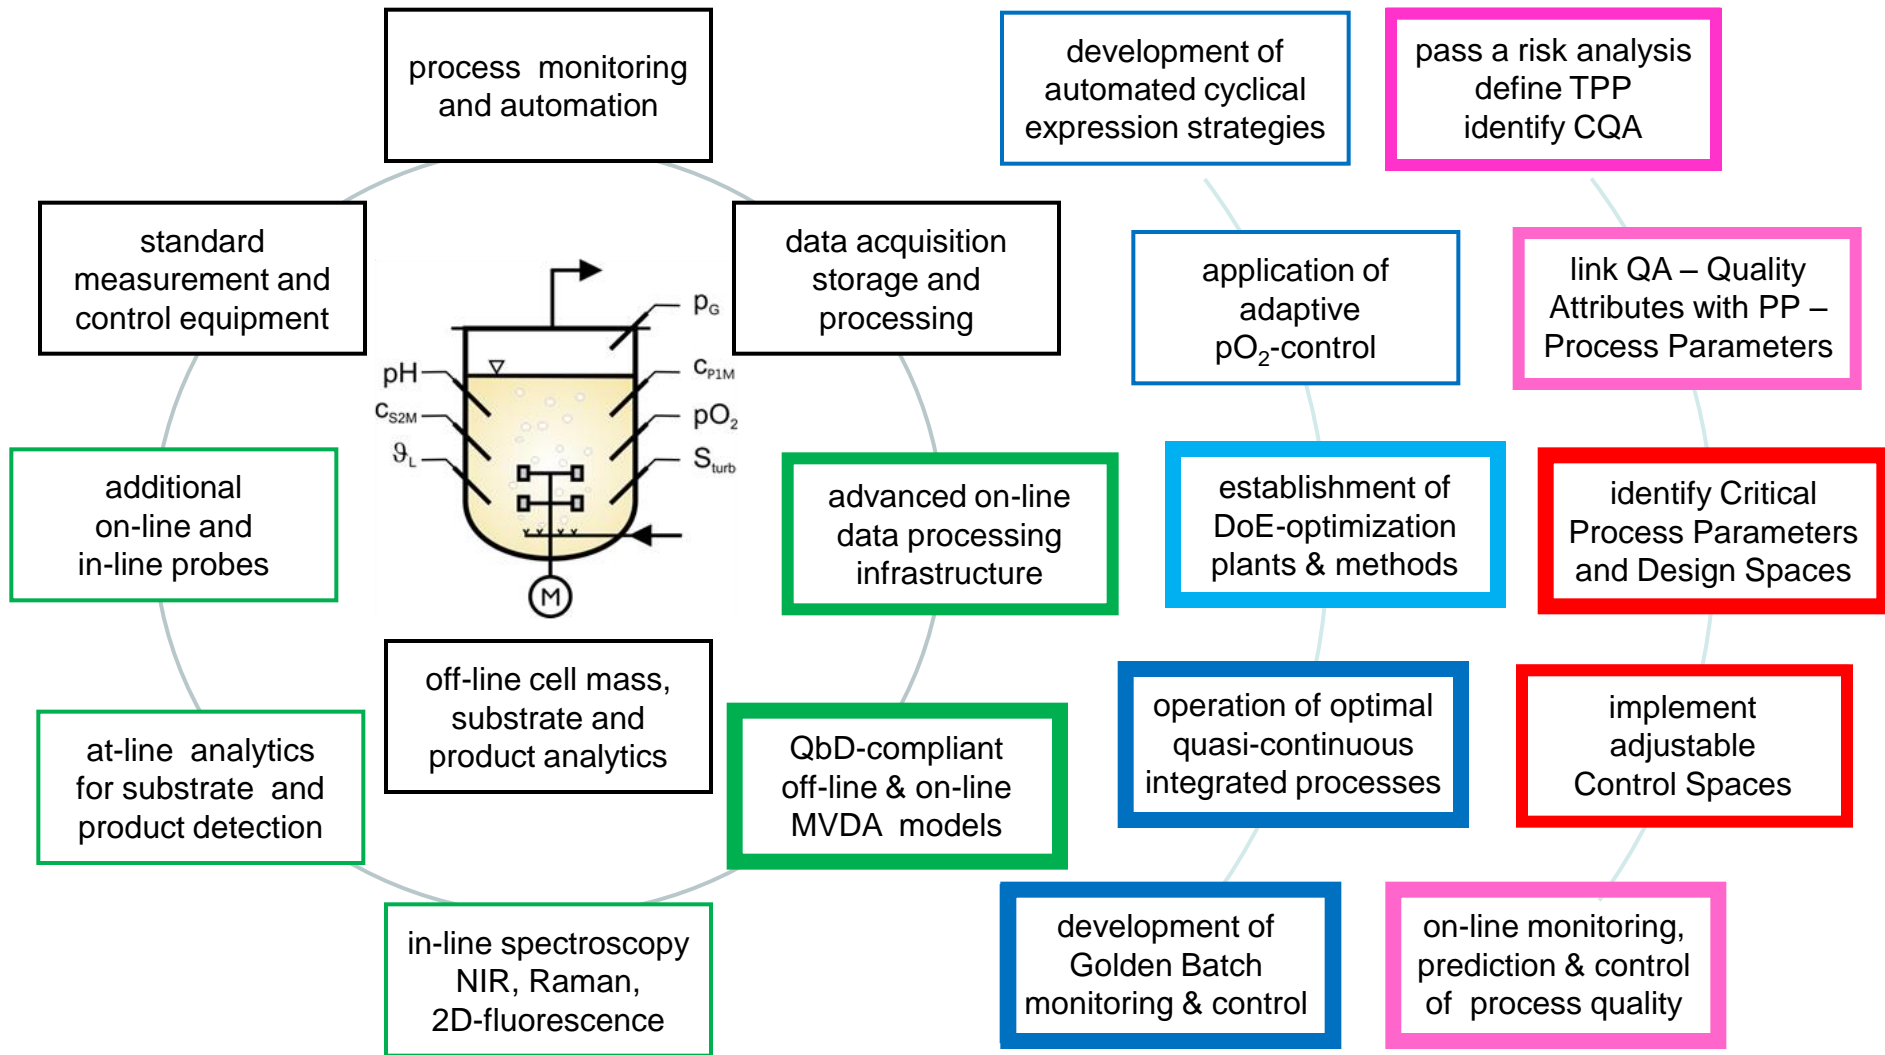 process monitoring
and automation
standard
measurement and
control equipment
data acquisition
storage and
processing
additional
on-line and
in-line probes
pH
c_S2M
ϑ_L
p_G
c_P1M
pO₂
S_turb
M
advanced on-line
data processing
infrastructure
at-line analytics
for substrate and
product detection
off-line cell mass,
substrate and
product analytics
QbD-compliant
off-line & on-line
MVDA models
in-line spectroscopy
NIR, Raman,
2D-fluorescence
development of
automated cyclical
expression strategies
application of
adaptive
pO₂-control
establishment of
DoE-optimization
plants & methods
operation of optimal
quasi-continuous
integrated processes
development of
Golden Batch
monitoring & control
pass a risk analysis
define TPP
identify CQA
link QA – Quality
Attributes with PP –
Process Parameters
identify Critical
Process Parameters
and Design Spaces
implement
adjustable
Control Spaces
on-line monitoring,
prediction & control
of process quality